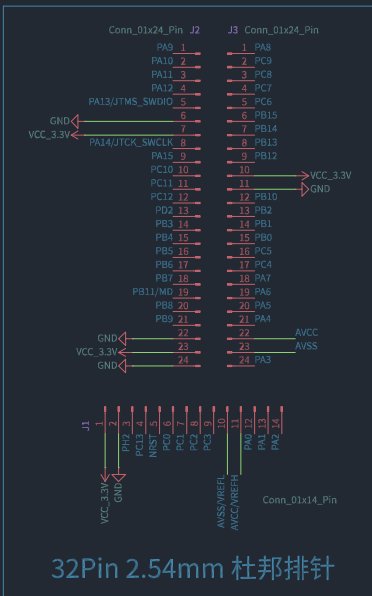 Conn_01x24_Pin J2 J3 Conn_01x24_Pin
PA9 1 1 PA8
PA10 2 2 PC9
PA11 3 3 PC8
PA12 4 4 PC7
PA13/JTMS_SWDIO 5 5 PC6
GND 6 6 PB15
VCC_3.3V 7 7 PB14
PA14/JTCK_SWCLK 8 8 PB13
PA15 9 9 PB12
PC10 10 10 VCC_3.3V
PC11 11 11 GND
PC12 12 12 PB10
PD2 13 13 PB2
PB3 14 14 PB1
PB4 15 15 PB0
PB5 16 16 PC5
PB6 17 17 PC4
PB7 18 18 PA7
PB11/MD 19 19 PA6
PB8 20 20 PA5
PB9 21 21 PA4
GND 22 22 AVCC
VCC_3.3V 23 23 AVSS
GND 24 24 PA3
J1
1 VCC_3.3V
2 GND
3 PH2
4 PC13
5 NRST
6 PC0
7 PC1
8 PC2
9 PC3
10 AVSS/VREFL
11 AVCC/VREFH
12 PA0
13 PA1
14 PA2
Conn_01x14_Pin
32Pin 2.54mm 杜邦排针